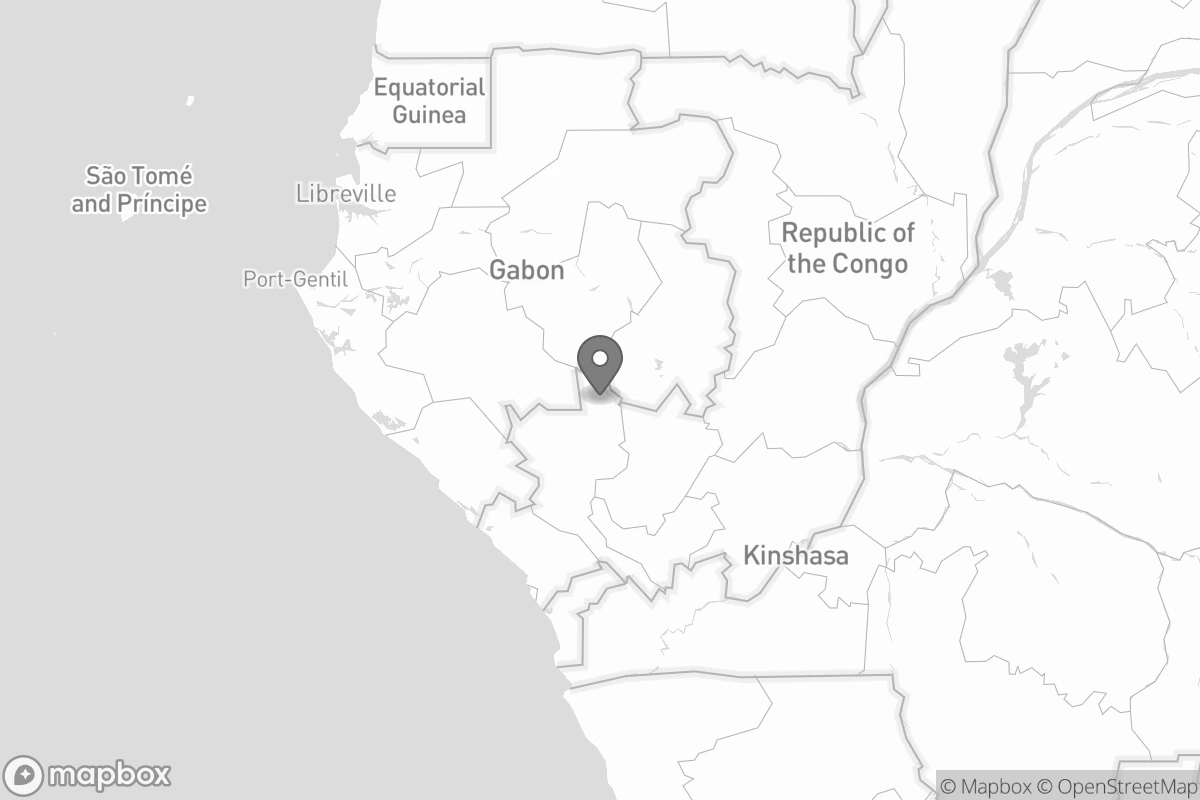 Equatorial
Guinea
São Tomé
and Príncipe
Libreville
Republic of
the Congo
Gabon
Port-Gentil
Kinshasa
mapbox
© Mapbox © OpenStreetMap